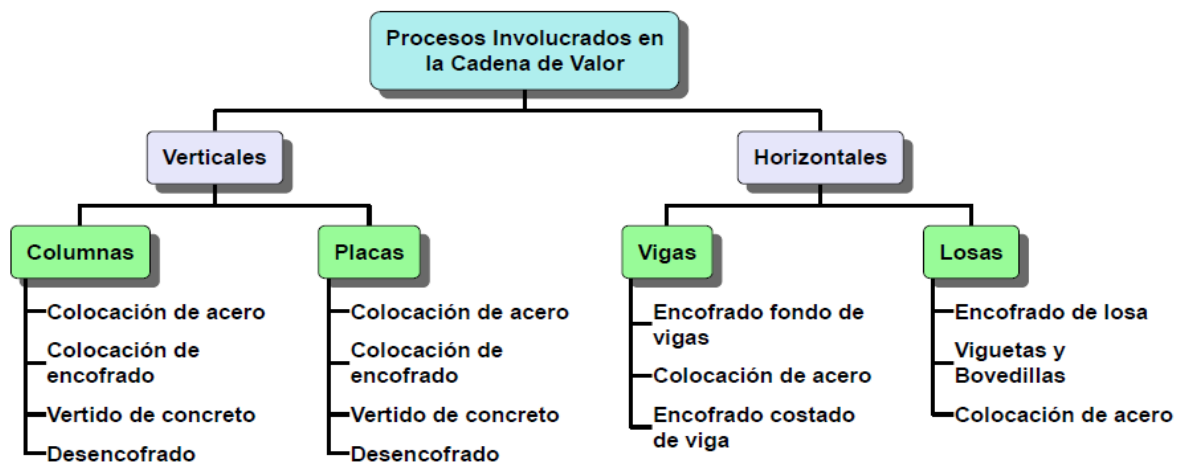 Procesos Involucrados en
la Cadena de Valor
Verticales
Horizontales
Columnas
Placas
Vigas
Losas
Colocación de acero
Colocación de
encofrado
Vertido de concreto
Desencofrado
Colocación de acero
Colocación de
encofrado
Vertido de concreto
Desencofrado
Encofrado fondo de
vigas
Colocación de acero
Encofrado costado
de viga
Encofrado de losa
Viguetas y
Bovedillas
Colocación de acero